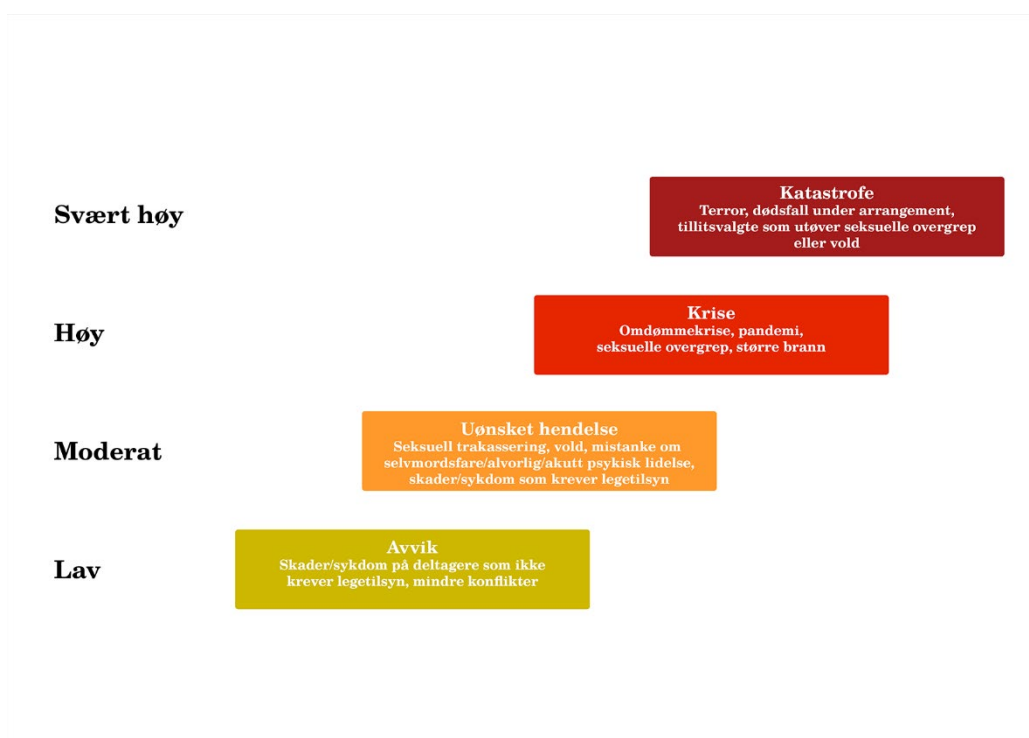 Svært høy
Katastrofe
Terror, dødsfall under arrangement,
tillitsvalgte som utøver seksuelle overgrep
eller vold
Høy
Krise
Omdømmekrise, pandemi,
seksuelle overgrep, større brann
Moderat
Uønsket hendelse
Seksuell trakassering, vold, mistanke om
selvmordsfare/alvorlig/akutt psykisk lidelse,
skader/sykdom som krever legetilsyn
Lav
Avvik
Skader/sykdom på deltagere som ikke
krever legetilsyn, mindre konflikter